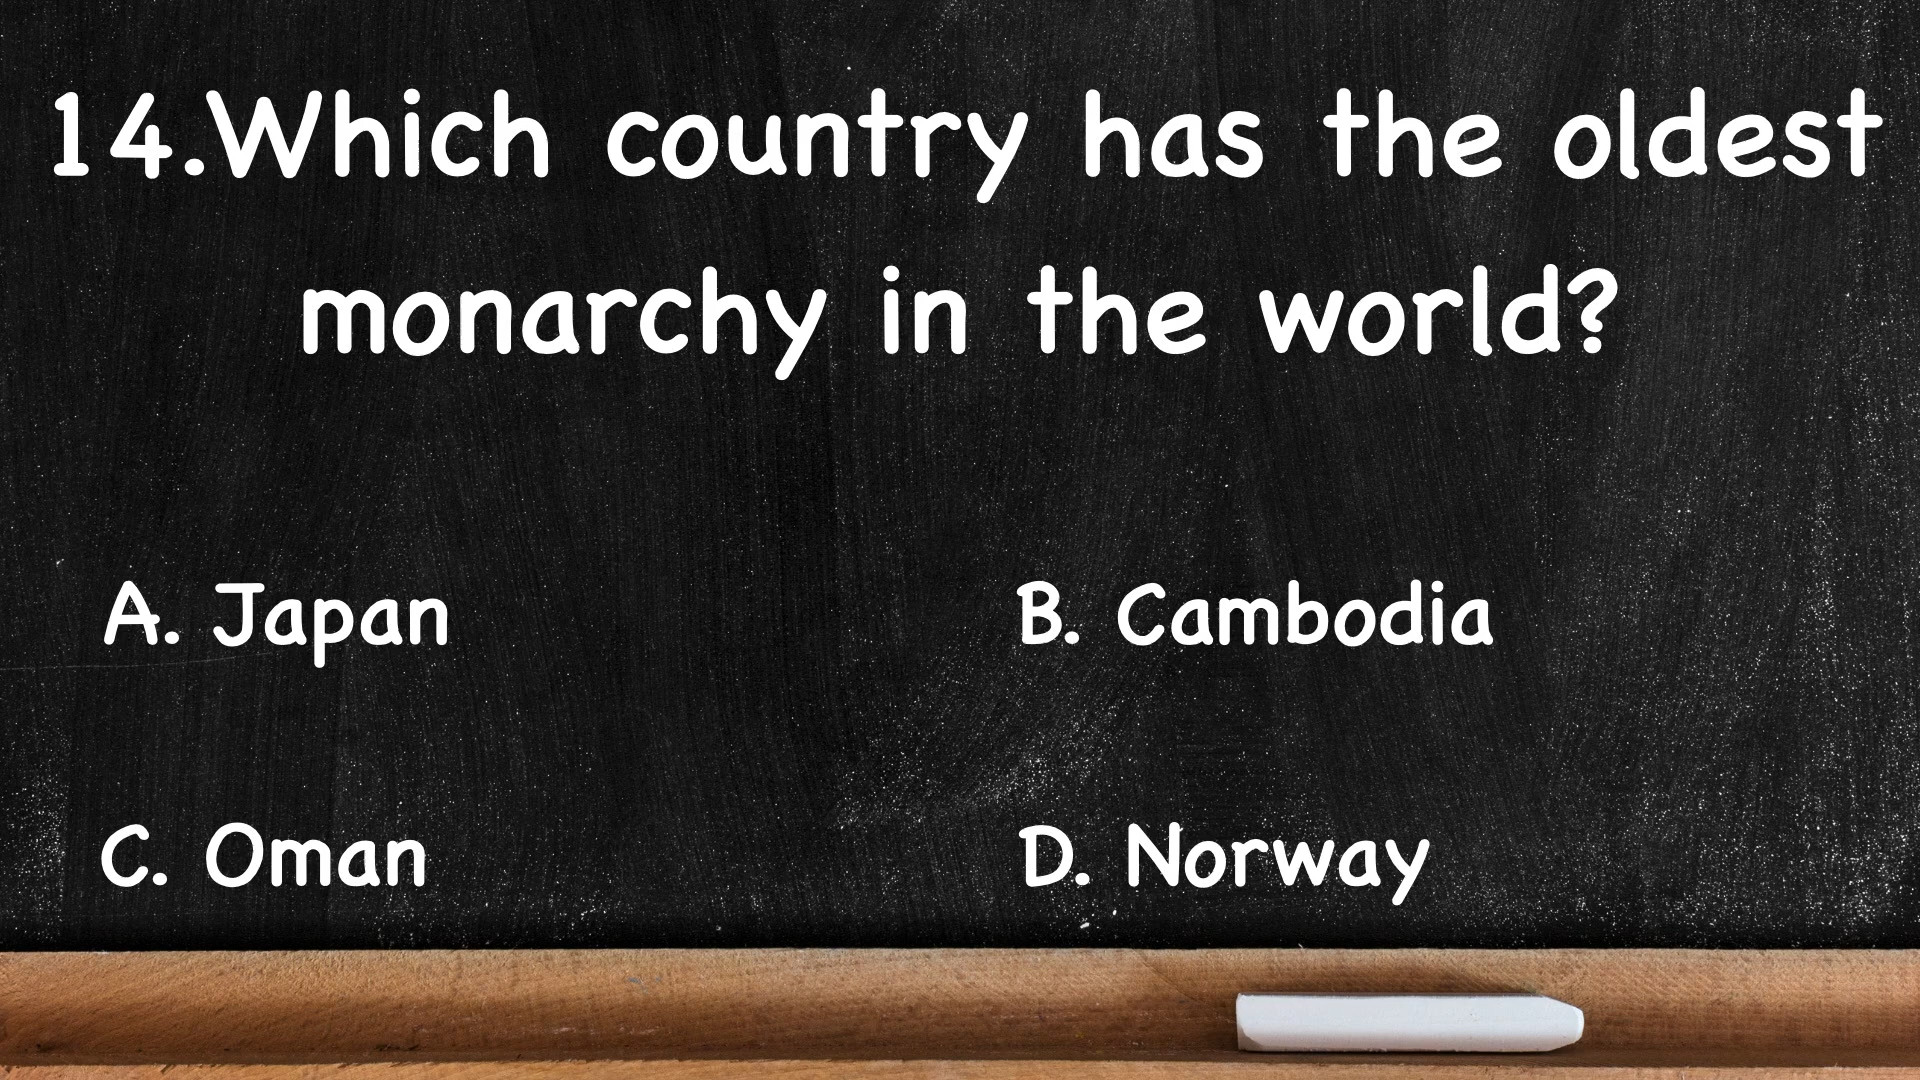 14.Which country has the oldest
monarchy in the world?
A. Japan
B. Cambodia
C. Oman
D. Norway